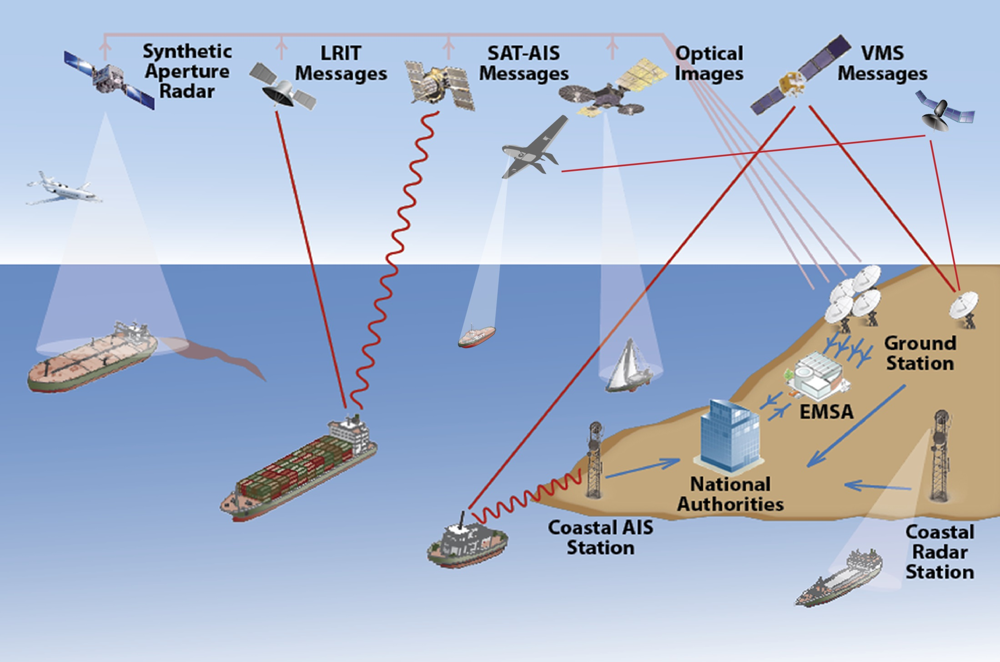 Synthetic
Aperture
Radar
LRIT
Messages
SAT-AIS
Messages
Optical
Images
VMS
Messages
Ground
Station
EMSA
National
Authorities
Coastal AIS
Station
Coastal
Radar
Station